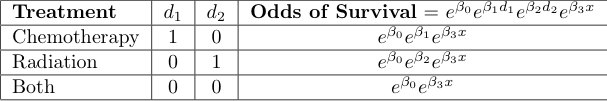 Treatment d₁ d₂ Odds of Survival = e^{β₀}e^{β₁d₁}e^{β₂d₂}e^{β₃x}
Chemotherapy 1 0 e^{β₀}e^{β₁}e^{β₃x}
Radiation 0 1 e^{β₀}e^{β₂}e^{β₃x}
Both 0 0 e^{β₀}e^{β₃x}